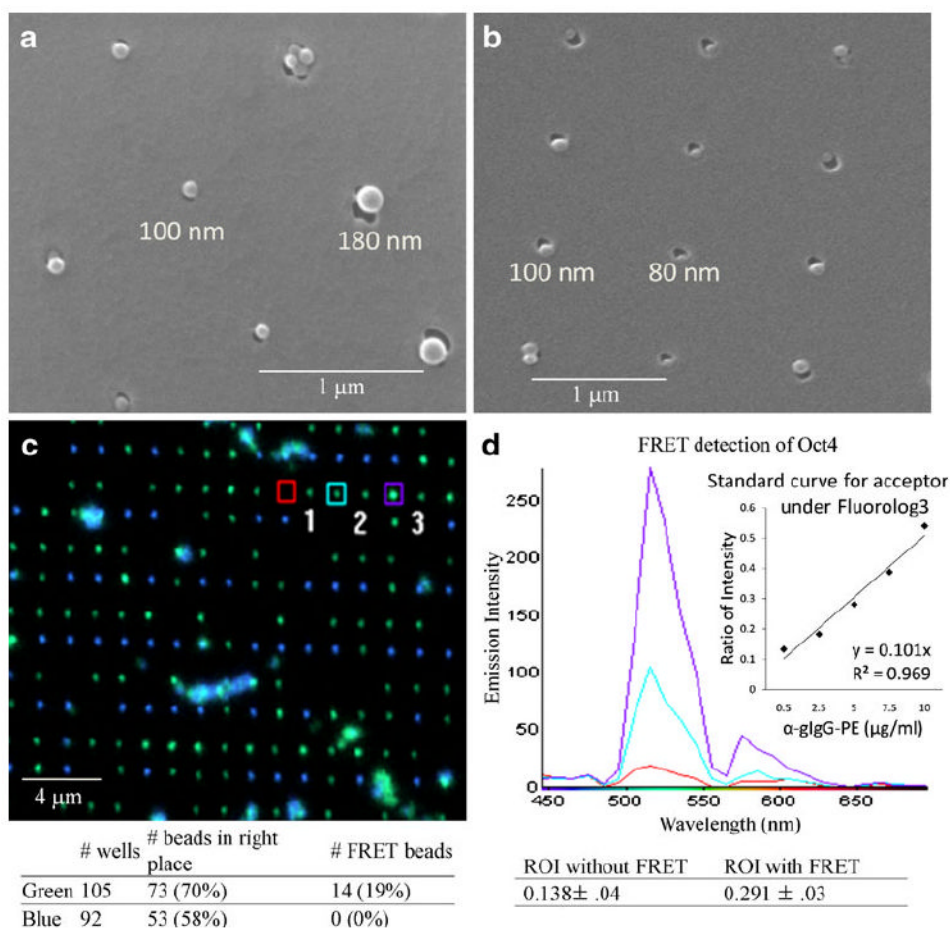 a
100 nm
180 nm
1 μm
b
100 nm
80 nm
1 μm
c
1
2
3
4 μm
# wells
# beads in right place
# FRET beads
Green 105 73 (70%) 14 (19%)
Blue 92 53 (58%) 0 (0%)
d
FRET detection of Oct4
Emission Intensity
250
200
150
100
50
0
450 500 550 600 650
Wavelength (nm)
Standard curve for acceptor
under Fluorolog3
Ratio of Intensity
0.6
0.5
0.4
0.3
0.2
0.1
0
y = 0.101x
R² = 0.969
0.5 2.5 5 7.5 10
α-gIgG-PE (μg/ml)
ROI without FRET ROI with FRET
0.138± .04 0.291 ± .03